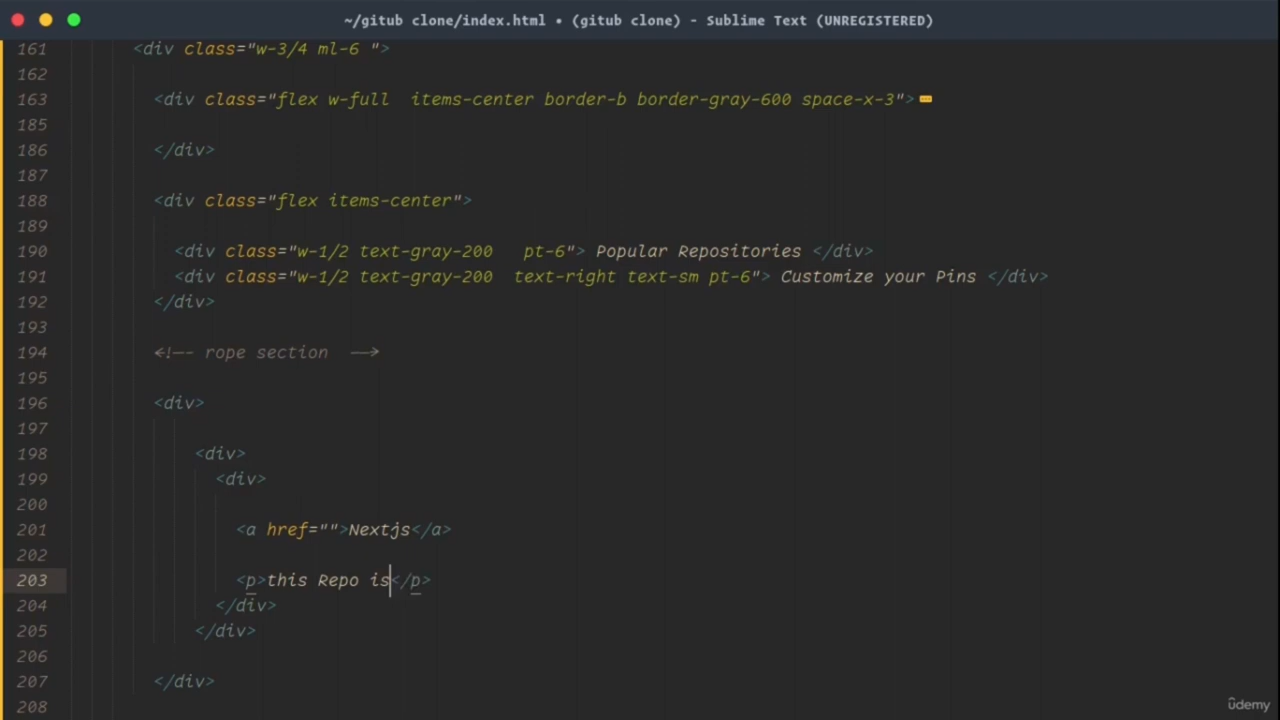 ~/gitub clone/index.html • (gitub clone) - Sublime Text (UNREGISTERED)
161 <div class="w-3/4 ml-6 ">
162
163 <div class="flex w-full  items-center border-b border-gray-600 space-x-3">
185
186 </div>
187
188 <div class="flex items-center">
189
190 <div class="w-1/2 text-gray-200   pt-6"> Popular Repositories </div>
191 <div class="w-1/2 text-gray-200  text-right text-sm pt-6"> Customize your Pins </div>
192 </div>
193
194 <!-- rope section  -->
195
196 <div>
197
198 <div>
199 <div>
200
201 <a href="">Nextjs</a>
202
203 <p>this Repo is</p>
204 </div>
205 </div>
206
207 </div>
208
udemy